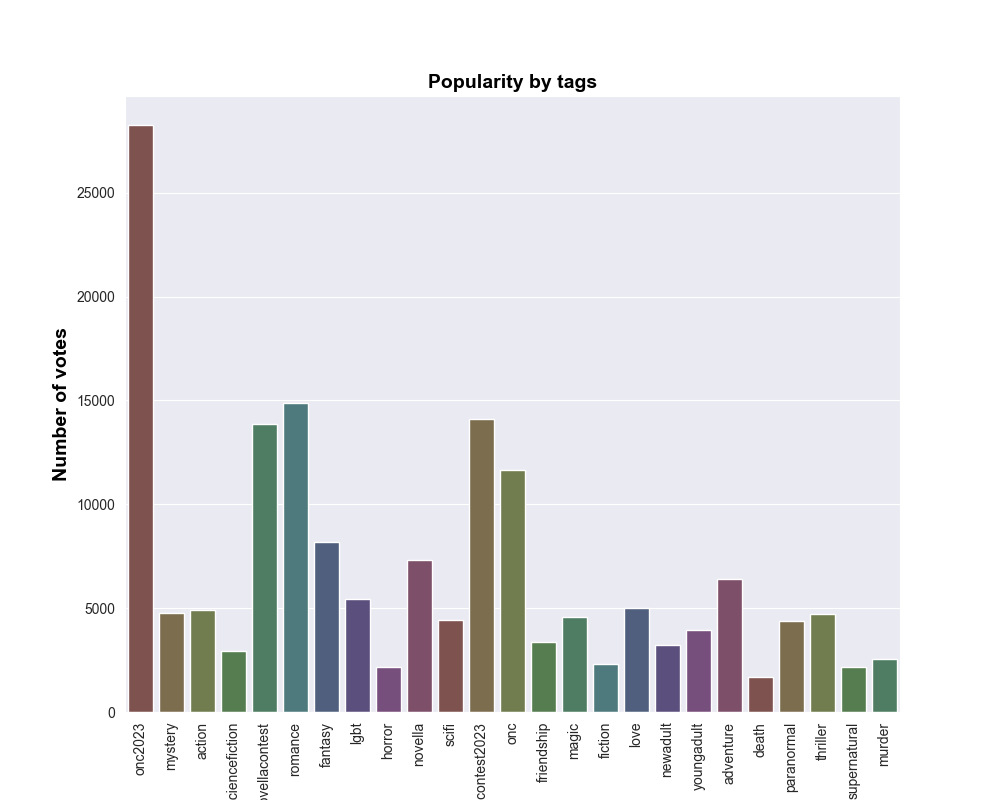 Popularity by tags
Number of votes
25000
20000
15000
10000
5000
0
onc2023
mystery
action
ciencefiction
ovellacontest
romance
fantasy
lgbt
horror
novella
scifi
contest2023
onc
friendship
magic
fiction
love
newadult
youngadult
adventure
death
paranormal
thriller
supernatural
murder